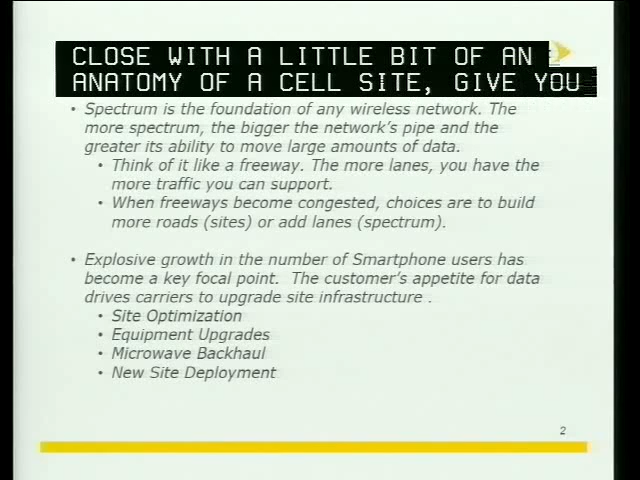 CLOSE WITH A LITTLE BIT OF AN
ANATOMY OF A CELL SITE, GIVE YOU
• Spectrum is the foundation of any wireless network. The
more spectrum, the bigger the network's pipe and the
greater its ability to move large amounts of data.
• Think of it like a freeway. The more lanes, you have the
more traffic you can support.
• When freeways become congested, choices are to build
more roads (sites) or add lanes (spectrum).
• Explosive growth in the number of Smartphone users has
become a key focal point. The customer's appetite for data
drives carriers to upgrade site infrastructure .
• Site Optimization
• Equipment Upgrades
• Microwave Backhaul
• New Site Deployment
2